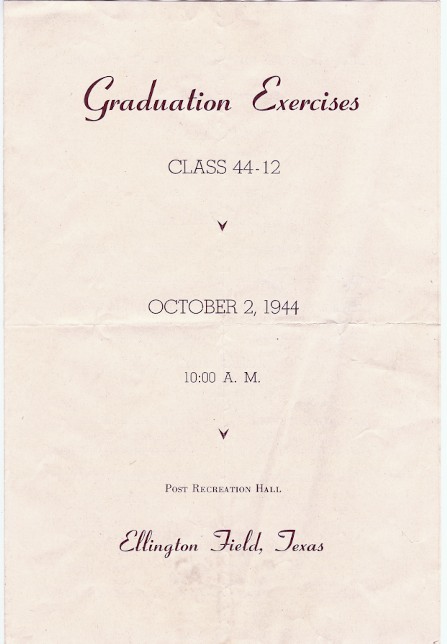 Graduation Exercises
CLASS 44-12
OCTOBER 2, 1944
10:00 A. M.
Post Recreation Hall
Ellington Field, Texas